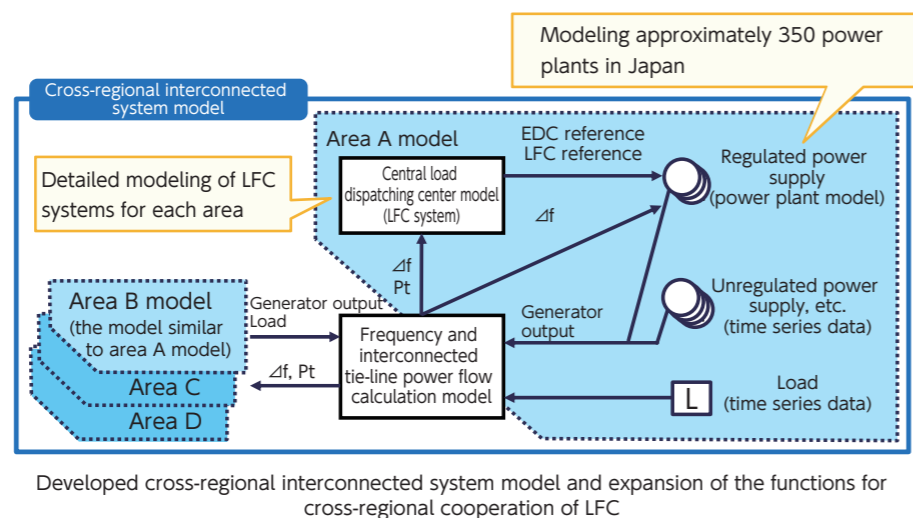 Modeling approximately 350 power
plants in Japan
Cross-regional interconnected
system model
Area A model
EDC reference
LFC reference
Detailed modeling of LFC
systems for each area
Central load
dispatching center model
(LFC system)
Regulated power
supply
(power plant model)
⊿f
⊿f
Pt
Area B model
(the model similar
to area A model)
Area C
Area D
Generator output
Load
⊿f, Pt
Frequency and
interconnected
tie-line power flow
calculation model
Generator
output
Unregulated power
supply, etc.
(time series data)
L
Load
(time series data)
Developed cross-regional interconnected system model and expansion of the functions for
cross-regional cooperation of LFC